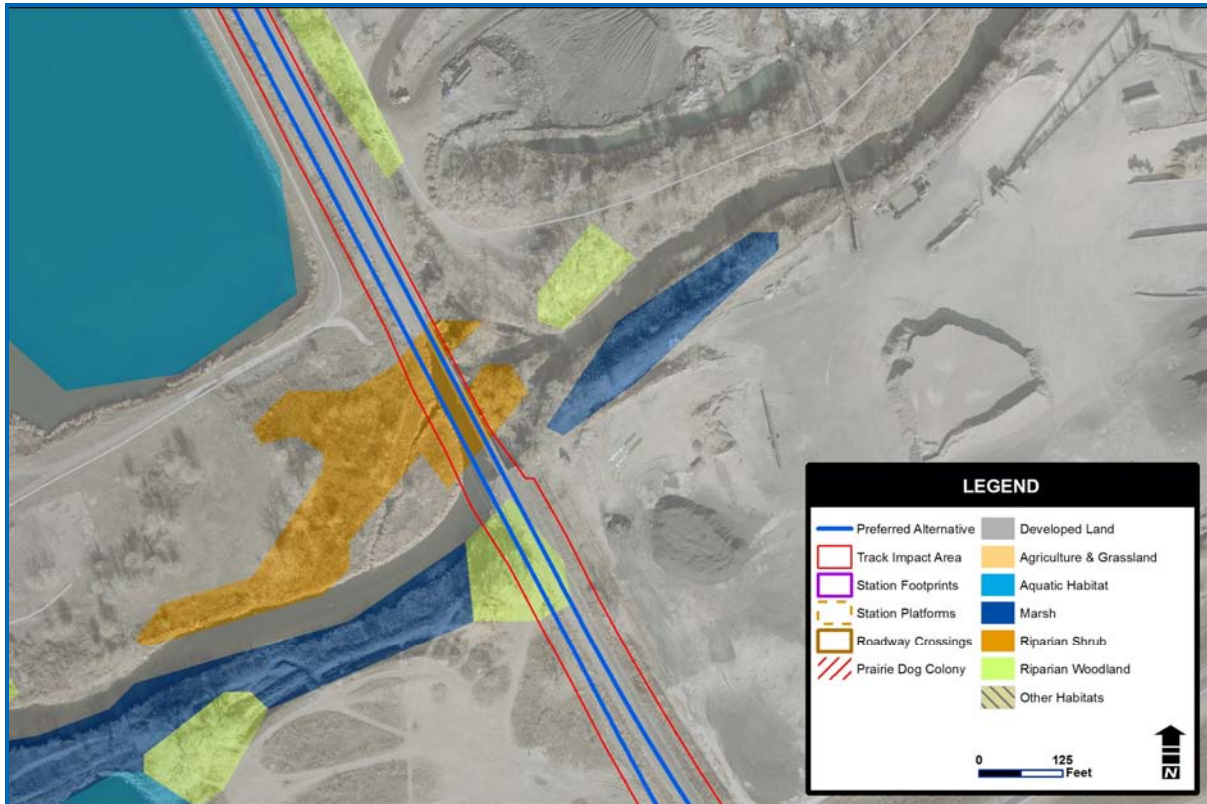 LEGEND
Preferred Alternative
Track Impact Area
Station Footprints
Station Platforms
Roadway Crossings
Prairie Dog Colony
Developed Land
Agriculture & Grassland
Aquatic Habitat
Marsh
Riparian Shrub
Riparian Woodland
Other Habitats
0 125
Feet
N